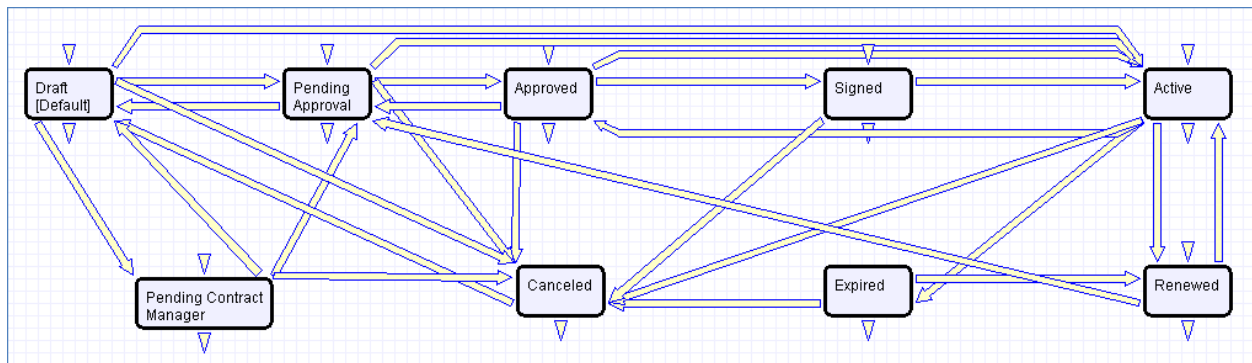 Draft
[Default]
Pending
Approval
Approved
Signed
Active
Pending Contract
Manager
Canceled
Expired
Renewed